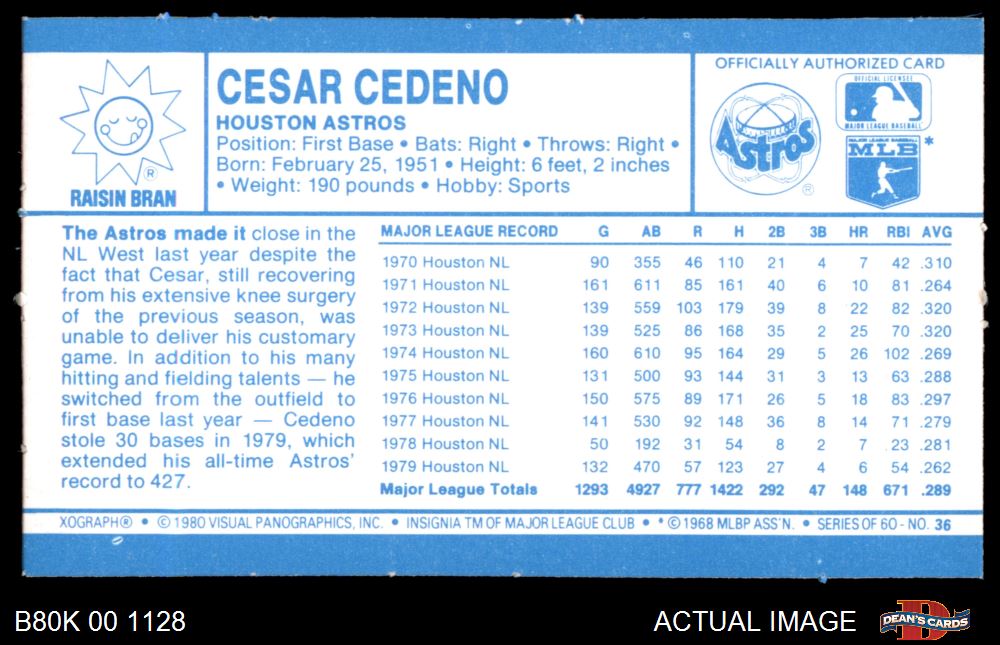 RAISIN BRAN
®
CESAR CEDENO
HOUSTON ASTROS
Position: First Base • Bats: Right • Throws: Right •
Born: February 25, 1951 • Height: 6 feet, 2 inches
• Weight: 190 pounds • Hobby: Sports
OFFICIALLY AUTHORIZED CARD
Astros
®
OFFICIAL LICENSEE
MAJOR LEAGUE BASEBALL
MAJOR LEAGUE BASEBALL
MLB *
The Astros made it close in the
NL West last year despite the
fact that Cesar, still recovering
from his extensive knee surgery
of the previous season, was
unable to deliver his customary
game. In addition to his many
hitting and fielding talents — he
switched from the outfield to
first base last year — Cedeno
stole 30 bases in 1979, which
extended his all-time Astros'
record to 427.
MAJOR LEAGUE RECORD G AB R H 2B 3B HR RBI AVG
1970 Houston NL 90 355 46 110 21 4 7 42 .310
1971 Houston NL 161 611 85 161 40 6 10 81 .264
1972 Houston NL 139 559 103 179 39 8 22 82 .320
1973 Houston NL 139 525 86 168 35 2 25 70 .320
1974 Houston NL 160 610 95 164 29 5 26 102 .269
1975 Houston NL 131 500 93 144 31 3 13 63 .288
1976 Houston NL 150 575 89 171 26 5 18 83 .297
1977 Houston NL 141 530 92 148 36 8 14 71 .279
1978 Houston NL 50 192 31 54 8 2 7 23 .281
1979 Houston NL 132 470 57 123 27 4 6 54 .262
Major League Totals 1293 4927 777 1422 292 47 148 671 .289
XOGRAPH® • © 1980 VISUAL PANOGRAPHICS, INC. • INSIGNIA TM OF MAJOR LEAGUE CLUB • * © 1968 MLBP ASS'N. • SERIES OF 60 - NO. 36
B80K 00 1128
ACTUAL IMAGE
D
DEAN'S CARDS